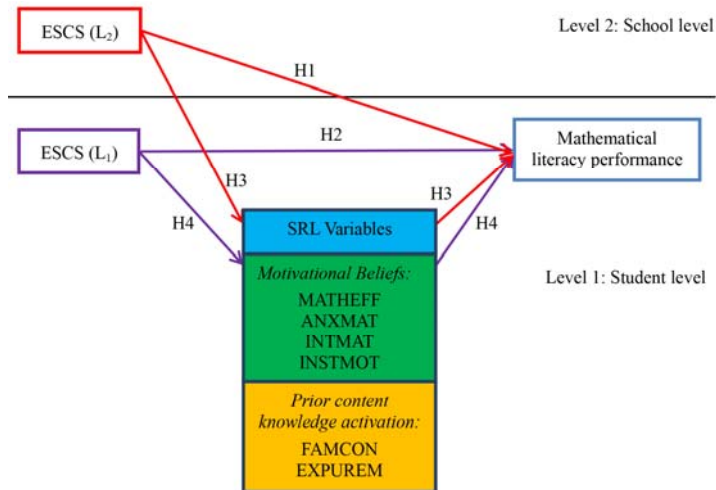 ESCS (L₂)
Level 2: School level
H1
ESCS (L₁)
H2
Mathematical
literacy performance
H3
H3
H4
H4
SRL Variables
Motivational Beliefs:
MATHEFF
ANXMAT
INTMAT
INSTMOT
Level 1: Student level
Prior content
knowledge activation:
FAMCON
EXPUREM